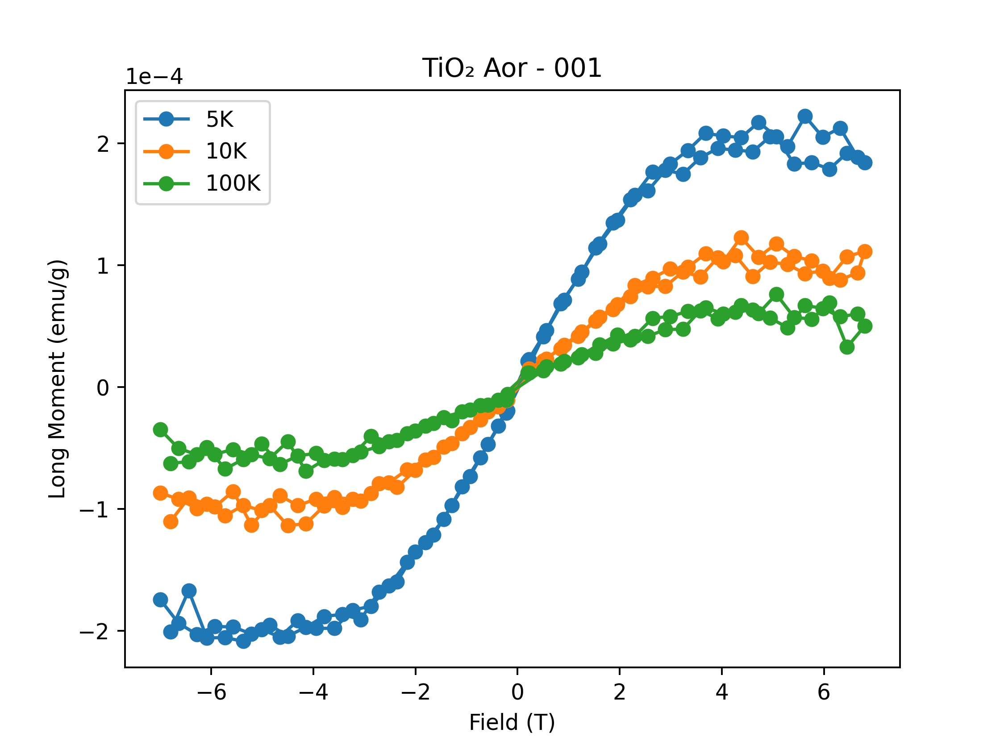 TiO₂ Aor - 001
1e−4
5K
10K
100K
Long Moment (emu/g)
2
1
0
−1
−2
−6 −4 −2 0 2 4 6
Field (T)